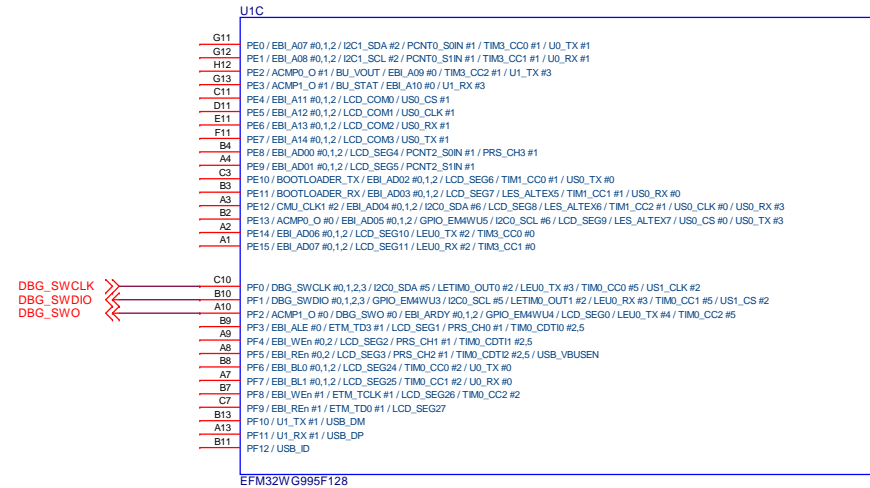 U1C
G11 PE0 / EBI_A07 #0,1,2 / I2C1_SDA #2 / PCNT0_S0IN #1 / TIM3_CC0 #1 / U0_TX #1
G12 PE1 / EBI_A08 #0,1,2 / I2C1_SCL #2 / PCNT0_S1IN #1 / TIM3_CC1 #1 / U0_RX #1
H12 PE2 / ACMP0_O #1 / BU_VOUT / EBI_A09 #0 / TIM3_CC2 #1 / U1_TX #3
G13 PE3 / ACMP1_O #1 / BU_STAT / EBI_A10 #0 / U1_RX #3
C11 PE4 / EBI_A11 #0,1,2 / LCD_COM0 / US0_CS #1
D11 PE5 / EBI_A12 #0,1,2 / LCD_COM1 / US0_CLK #1
E11 PE6 / EBI_A13 #0,1,2 / LCD_COM2 / US0_RX #1
F11 PE7 / EBI_A14 #0,1,2 / LCD_COM3 / US0_TX #1
B4 PE8 / EBI_AD00 #0,1,2 / LCD_SEG4 / PCNT2_S0IN #1 / PRS_CH3 #1
A4 PE9 / EBI_AD01 #0,1,2 / LCD_SEG5 / PCNT2_S1IN #1
C3 PE10 / BOOTLOADER_TX / EBI_AD02 #0,1,2 / LCD_SEG6 / TIM1_CC0 #1 / US0_TX #0
B3 PE11 / BOOTLOADER_RX / EBI_AD03 #0,1,2 / LCD_SEG7 / LES_ALTEX5 / TIM1_CC1 #1 / US0_RX #0
A3 PE12 / CMU_CLK1 #2 / EBI_AD04 #0,1,2 / I2C0_SDA #6 / LCD_SEG8 / LES_ALTEX6 / TIM1_CC2 #1 / US0_CLK #0 / US0_RX #3
B2 PE13 / ACMP0_O #0 / EBI_AD05 #0,1,2 / GPIO_EM4WU5 / I2C0_SCL #6 / LCD_SEG9 / LES_ALTEX7 / US0_CS #0 / US0_TX #3
A2 PE14 / EBI_AD06 #0,1,2 / LCD_SEG10 / LEU0_TX #2 / TIM3_CC0 #0
A1 PE15 / EBI_AD07 #0,1,2 / LCD_SEG11 / LEU0_RX #2 / TIM3_CC1 #0
DBG_SWCLK C10 PF0 / DBG_SWCLK #0,1,2,3 / I2C0_SDA #5 / LETIM0_OUT0 #2 / LEU0_TX #3 / TIM0_CC0 #5 / US1_CLK #2
DBG_SWDIO B10 PF1 / DBG_SWDIO #0,1,2,3 / GPIO_EM4WU3 / I2C0_SCL #5 / LETIM0_OUT1 #2 / LEU0_RX #3 / TIM0_CC1 #5 / US1_CS #2
DBG_SWO A10 PF2 / ACMP1_O #0 / DBG_SWO #0 / EBI_ARDY #0,1,2 / GPIO_EM4WU4 / LCD_SEG0 / LEU0_TX #4 / TIM0_CC2 #5
B9 PF3 / EBI_ALE #0 / ETM_TD3 #1 / LCD_SEG1 / PRS_CH0 #1 / TIM0_CDTI0 #2,5
A9 PF4 / EBI_WEn #0,2 / LCD_SEG2 / PRS_CH1 #1 / TIM0_CDTI1 #2,5
A8 PF5 / EBI_REn #0,2 / LCD_SEG3 / PRS_CH2 #1 / TIM0_CDTI2 #2,5 / USB_VBUSEN
B8 PF6 / EBI_BL0 #0,1,2 / LCD_SEG24 / TIM0_CC0 #2 / U0_TX #0
A7 PF7 / EBI_BL1 #0,1,2 / LCD_SEG25 / TIM0_CC1 #2 / U0_RX #0
B7 PF8 / EBI_WEn #1 / ETM_TCLK #1 / LCD_SEG26 / TIM0_CC2 #2
C7 PF9 / EBI_REn #1 / ETM_TD0 #1 / LCD_SEG27
B13 PF10 / U1_TX #1 / USB_DM
A13 PF11 / U1_RX #1 / USB_DP
B11 PF12 / USB_ID
EFM32WG995F128